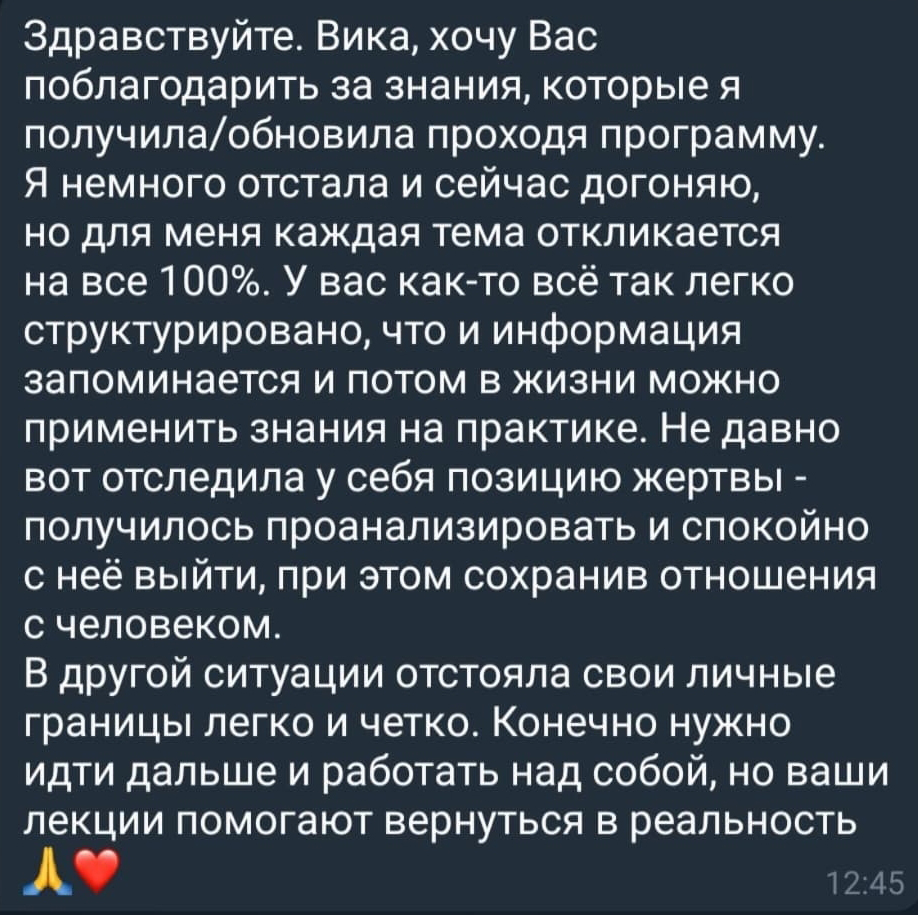 Здравствуйте. Вика, хочу Вас
поблагодарить за знания, которые я
получила/обновила проходя программу.
Я немного отстала и сейчас догоняю,
но для меня каждая тема откликается
на все 100%. У вас как-то всё так легко
структурировано, что и информация
запоминается и потом в жизни можно
применить знания на практике. Не давно
вот отследила у себя позицию жертвы -
получилось проанализировать и спокойно
с неё выйти, при этом сохранив отношения
с человеком.
В другой ситуации отстояла свои личные
границы легко и четко. Конечно нужно
идти дальше и работать над собой, но ваши
лекции помогают вернуться в реальность
🙏❤️ 12:45